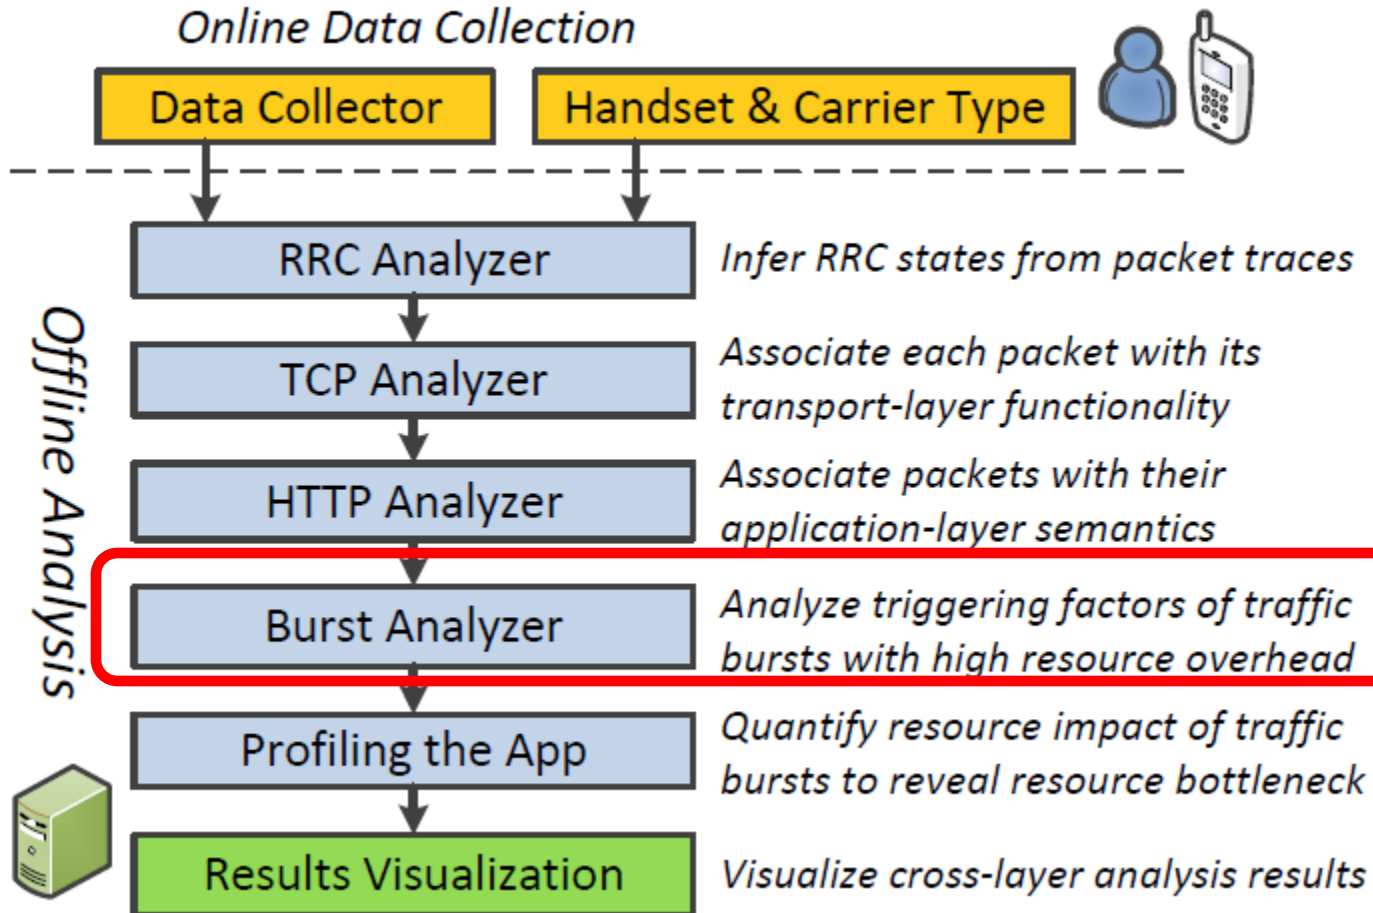 Online Data Collection
Data Collector
Handset & Carrier Type
Offline Analysis
RRC Analyzer
Infer RRC states from packet traces
TCP Analyzer
Associate each packet with its
transport-layer functionality
HTTP Analyzer
Associate packets with their
application-layer semantics
Burst Analyzer
Analyze triggering factors of traffic
bursts with high resource overhead
Profiling the App
Quantify resource impact of traffic
bursts to reveal resource bottleneck
Results Visualization
Visualize cross-layer analysis results